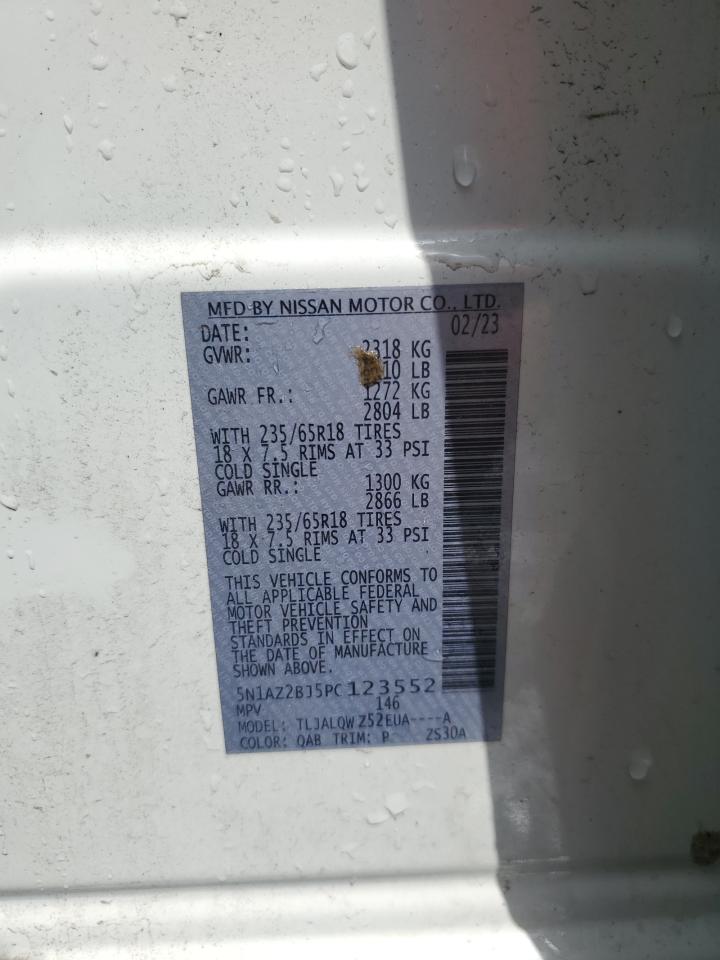 MFD BY NISSAN MOTOR CO., LTD.
DATE: 02/23
GVWR: 2318 KG
10 LB
GAWR FR.: 1272 KG
2804 LB
WITH 235/65R18 TIRES
18 X 7.5 RIMS AT 33 PSI
COLD SINGLE
GAWR RR.: 1300 KG
2866 LB
WITH 235/65R18 TIRES
18 X 7.5 RIMS AT 33 PSI
COLD SINGLE
THIS VEHICLE CONFORMS TO
ALL APPLICABLE FEDERAL
MOTOR VEHICLE SAFETY AND
THEFT PREVENTION
STANDARDS IN EFFECT ON
THE DATE OF MANUFACTURE
SHOWN ABOVE.
5N1AZ2BJ5PC123552
MPV 146
MODEL: TLJALQWZ52EUA----A
COLOR: QAB TRIM: P ZS30A